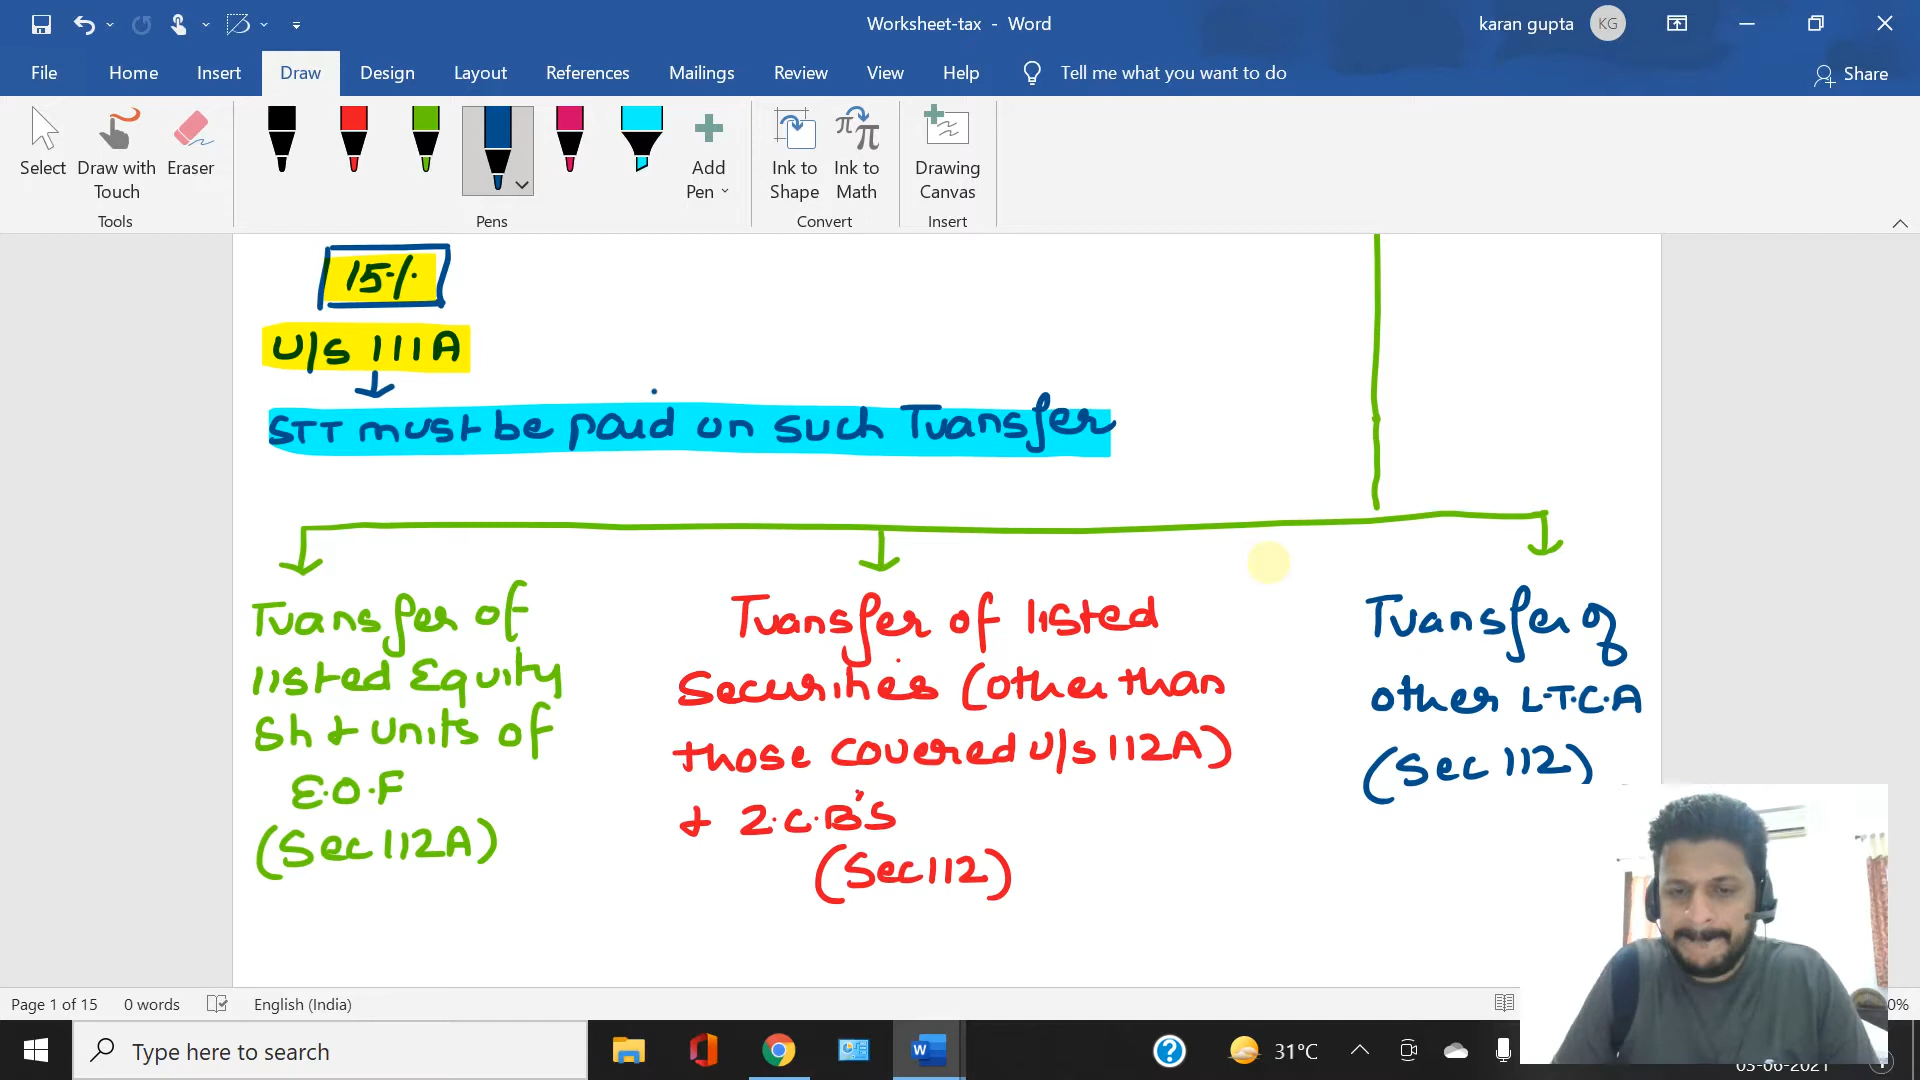 Worksheet-tax - Word
karan gupta
KG
File
Home
Insert
Draw
Design
Layout
References
Mailings
Review
View
Help
Tell me what you want to do
Share
Select
Draw with
Touch
Eraser
Tools
Pens
Add
Pen
Ink to
Shape
Ink to
Math
Convert
Drawing
Canvas
Insert
15%
U/s 111A
STT must be paid on such Transfer
Transfer of
listed Equity
Sh & Units of
E.O.F
(Sec 112A)
Transfer of listed
Securities (other than
those covered U/s 112A)
& Z.C.B's
(Sec 112)
Transfer of
other L.T.C.A
(Sec 112)
Page 1 of 15
0 words
English (India)
0%
Type here to search
31°C
03-06-2021